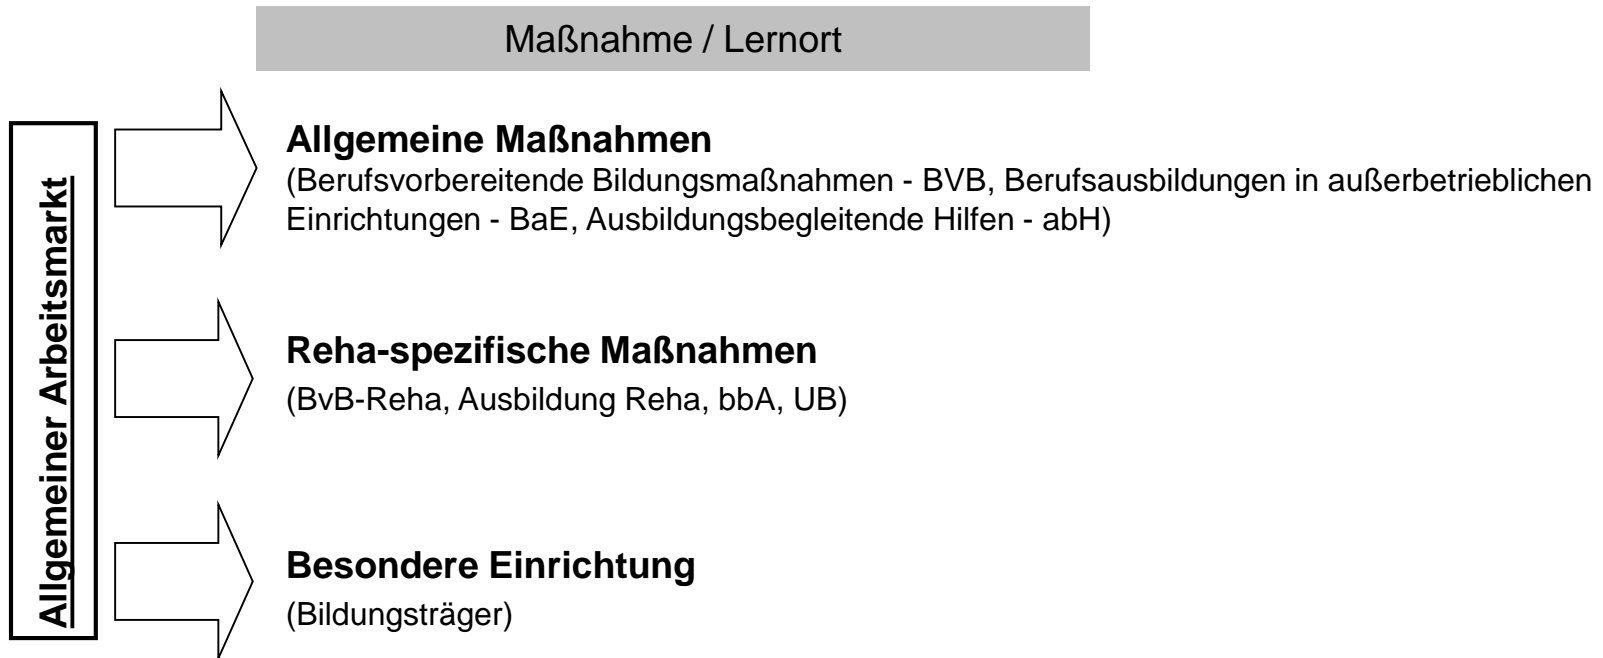 Maßnahme / Lernort
Allgemeiner Arbeitsmarkt
Allgemeine Maßnahmen
(Berufsvorbereitende Bildungsmaßnahmen - BVB, Berufsausbildungen in außerbetrieblichen
Einrichtungen - BaE, Ausbildungsbegleitende Hilfen - abH)
Reha-spezifische Maßnahmen
(BvB-Reha, Ausbildung Reha, bbA, UB)
Besondere Einrichtung
(Bildungsträger)